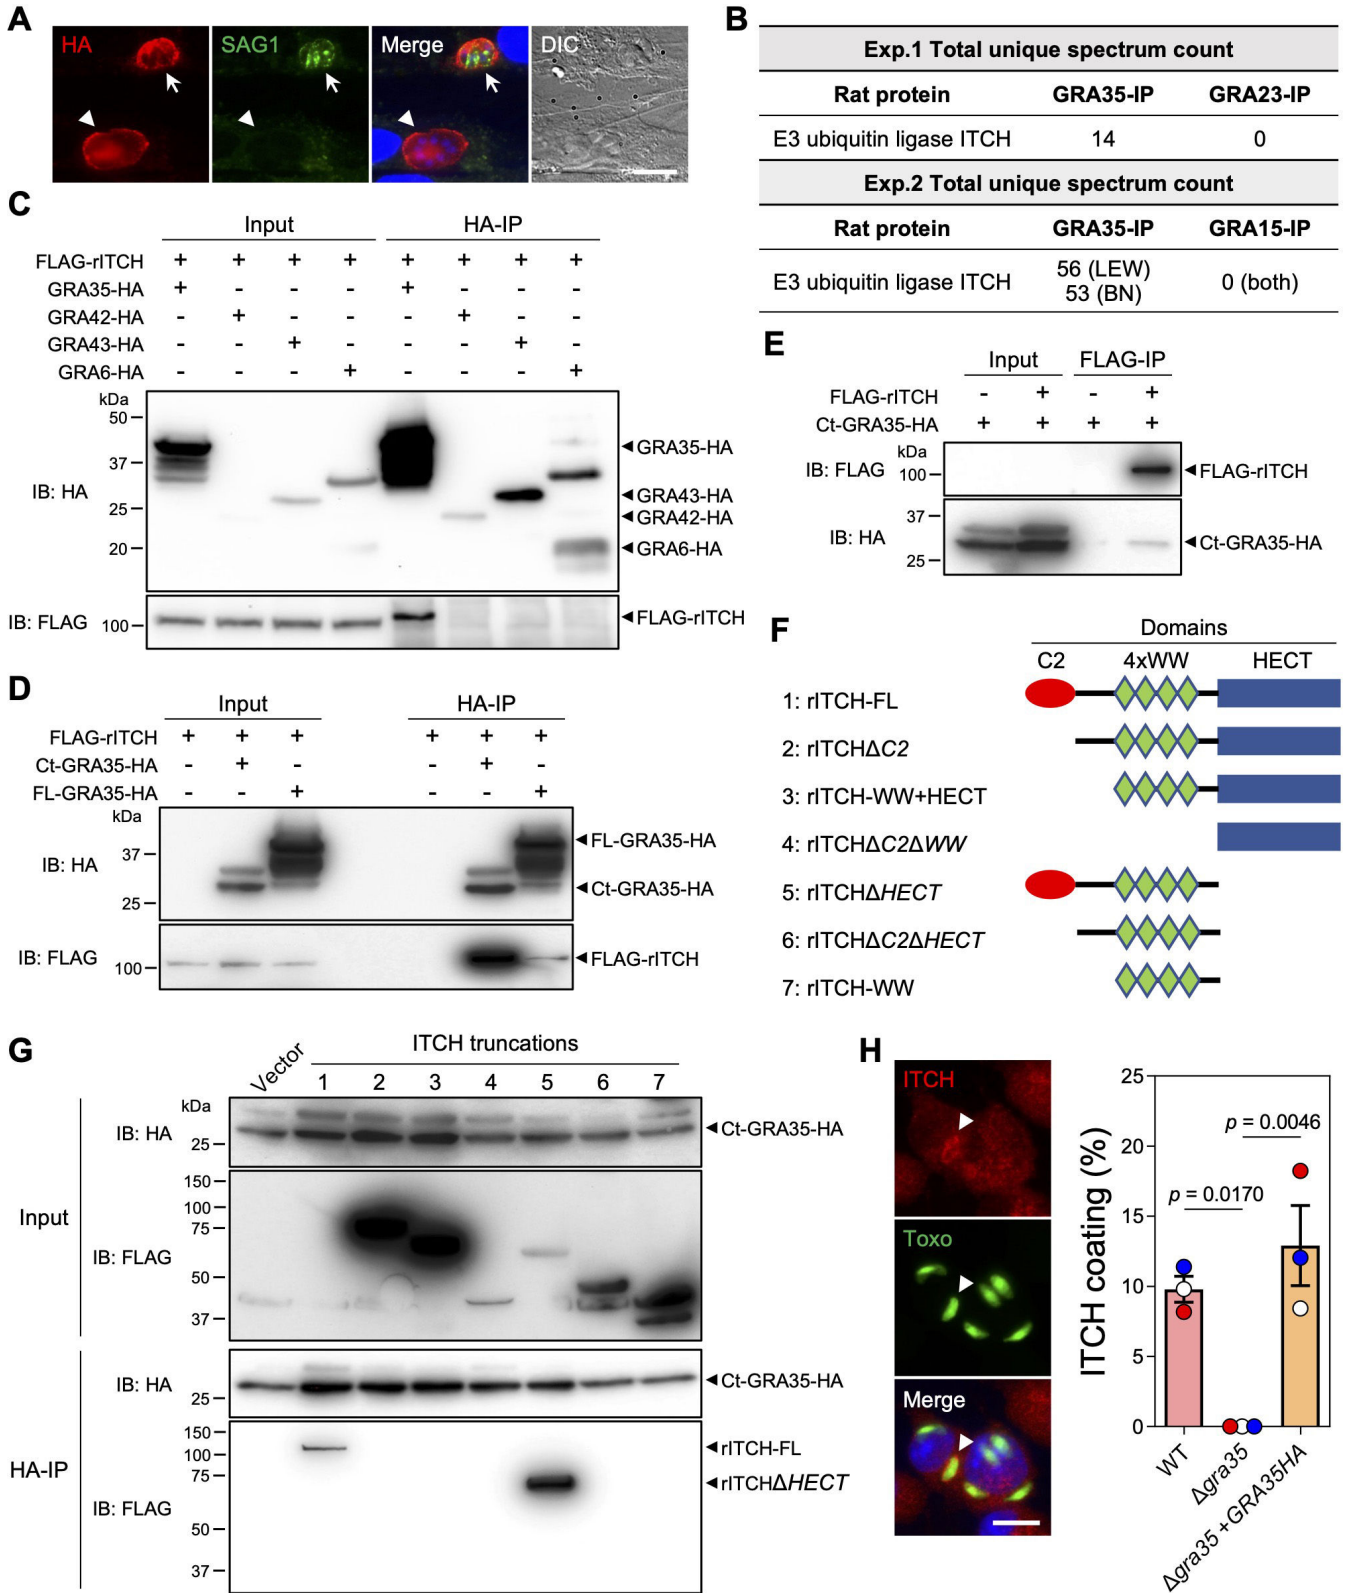 A
HA
SAG1
Merge
DIC
B
Exp.1 Total unique spectrum count
Rat protein GRA35-IP GRA23-IP
E3 ubiquitin ligase ITCH 14 0
Exp.2 Total unique spectrum count
Rat protein GRA35-IP GRA15-IP
E3 ubiquitin ligase ITCH 56 (LEW) 0 (both)
53 (BN)
C
Input HA-IP
FLAG-rITCH + + + + + + + +
GRA35-HA + - - - + - - -
GRA42-HA - + - - - + - -
GRA43-HA - - + - - - + -
GRA6-HA - - - + - - - +
kDa
50
37
25
20
IB: HA
GRA35-HA
GRA43-HA
GRA42-HA
GRA6-HA
IB: FLAG
100
FLAG-rITCH
D
Input HA-IP
FLAG-rITCH + + + + + +
Ct-GRA35-HA - + - - + -
FL-GRA35-HA - - + - - +
kDa
37
25
IB: HA
FL-GRA35-HA
Ct-GRA35-HA
IB: FLAG
100
FLAG-rITCH
E
Input FLAG-IP
FLAG-rITCH - + - +
Ct-GRA35-HA + + + +
kDa
IB: FLAG
100
FLAG-rITCH
37
IB: HA
25
Ct-GRA35-HA
F
Domains
C2 4xWW HECT
1: rITCH-FL
2: rITCHΔC2
3: rITCH-WW+HECT
4: rITCHΔC2ΔWW
5: rITCHΔHECT
6: rITCHΔC2ΔHECT
7: rITCH-WW
G
ITCH truncations
Vector 1 2 3 4 5 6 7
kDa
Input
IB: HA
25
Ct-GRA35-HA
150
100
75
50
37
IB: FLAG
HA-IP
IB: HA
25
Ct-GRA35-HA
150
100
75
50
37
IB: FLAG
rITCH-FL
rITCHΔHECT
H
ITCH
Toxo
Merge
ITCH coating (%)
25
20
15
10
5
0
p = 0.0046
p = 0.0170
WT
Δgra35
Δgra35 +GRA35HA